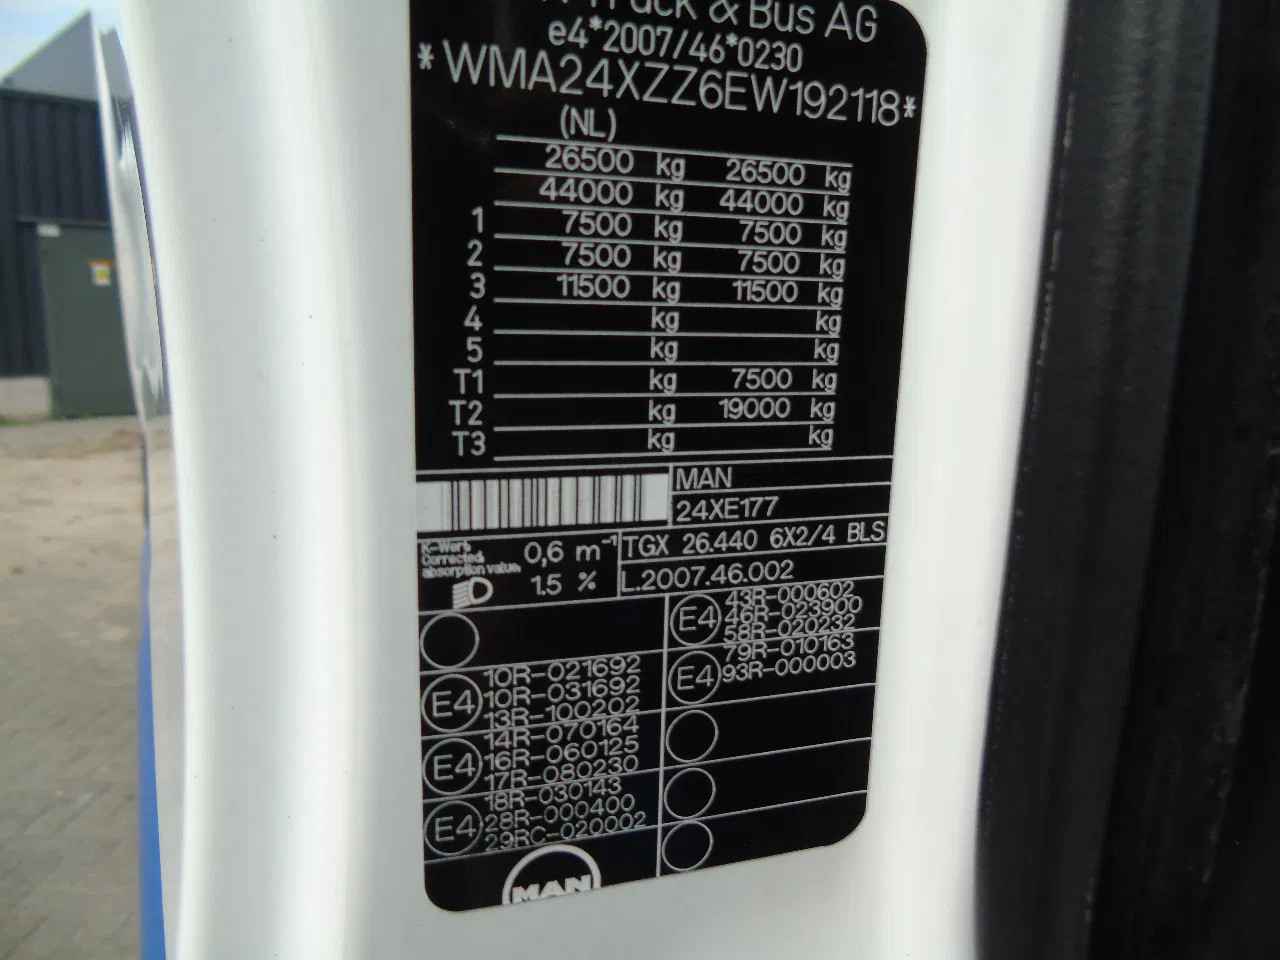 Truck & Bus AG
e4*2007/46*0230
*WMA24XZZ6EW192118*
(NL)
26500 kg 26500 kg
44000 kg 44000 kg
1 7500 kg 7500 kg
2 7500 kg 7500 kg
3 11500 kg 11500 kg
4 kg kg
5 kg kg
T1 kg 7500 kg
T2 kg 19000 kg
T3 kg kg
MAN
24XE177
K-Wert
Corrected
absorption value.
0,6 m-1
1.5 %
TGX 26.440 6X2/4 BLS
L.2007.46.002
E4
10R-021692
10R-031692
13R-100202
E4
14R-070164
16R-060125
17R-080230
E4
18R-030143
28R-000400
29RC-020002
E4
43R-000602
46R-023900
58R-020232
E4
79R-010163
93R-000003
MAN